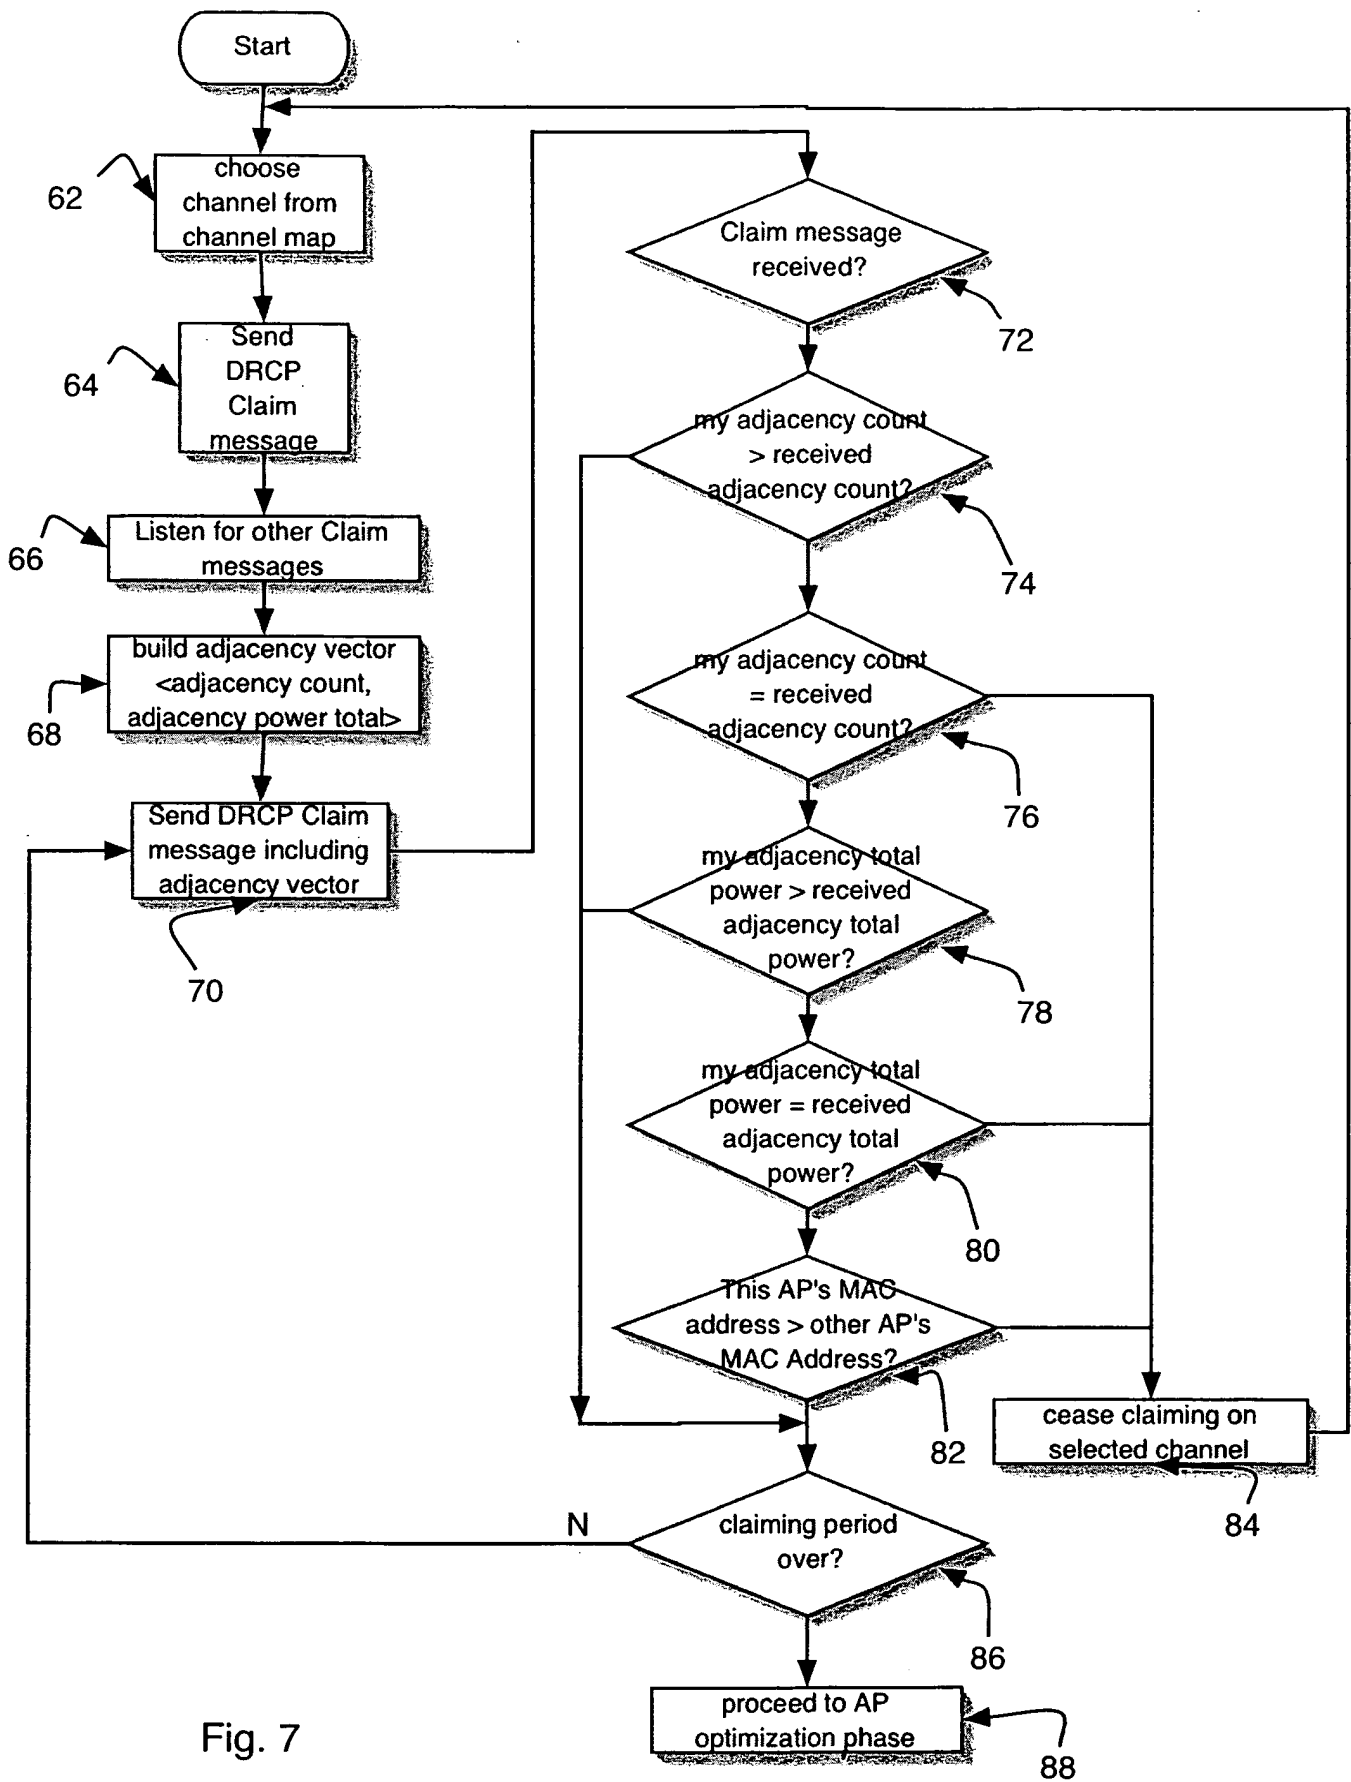 Start
choose
channel from
channel map
62
Send
DRCP
Claim
message
64
Listen for other Claim
messages
66
build adjacency vector
<adjacency count,
adjacency power total>
68
Send DRCP Claim
message including
adjacency vector
70
Claim message
received?
72
my adjacency count
> received
adjacency count?
74
my adjacency count
= received
adjacency count?
76
my adjacency total
power > received
adjacency total
power?
78
my adjacency total
power = received
adjacency total
power?
80
This AP's MAC
address > other AP's
MAC Address?
82
cease claiming on
selected channel
84
N
claiming period
over?
86
proceed to AP
optimization phase
88
Fig. 7